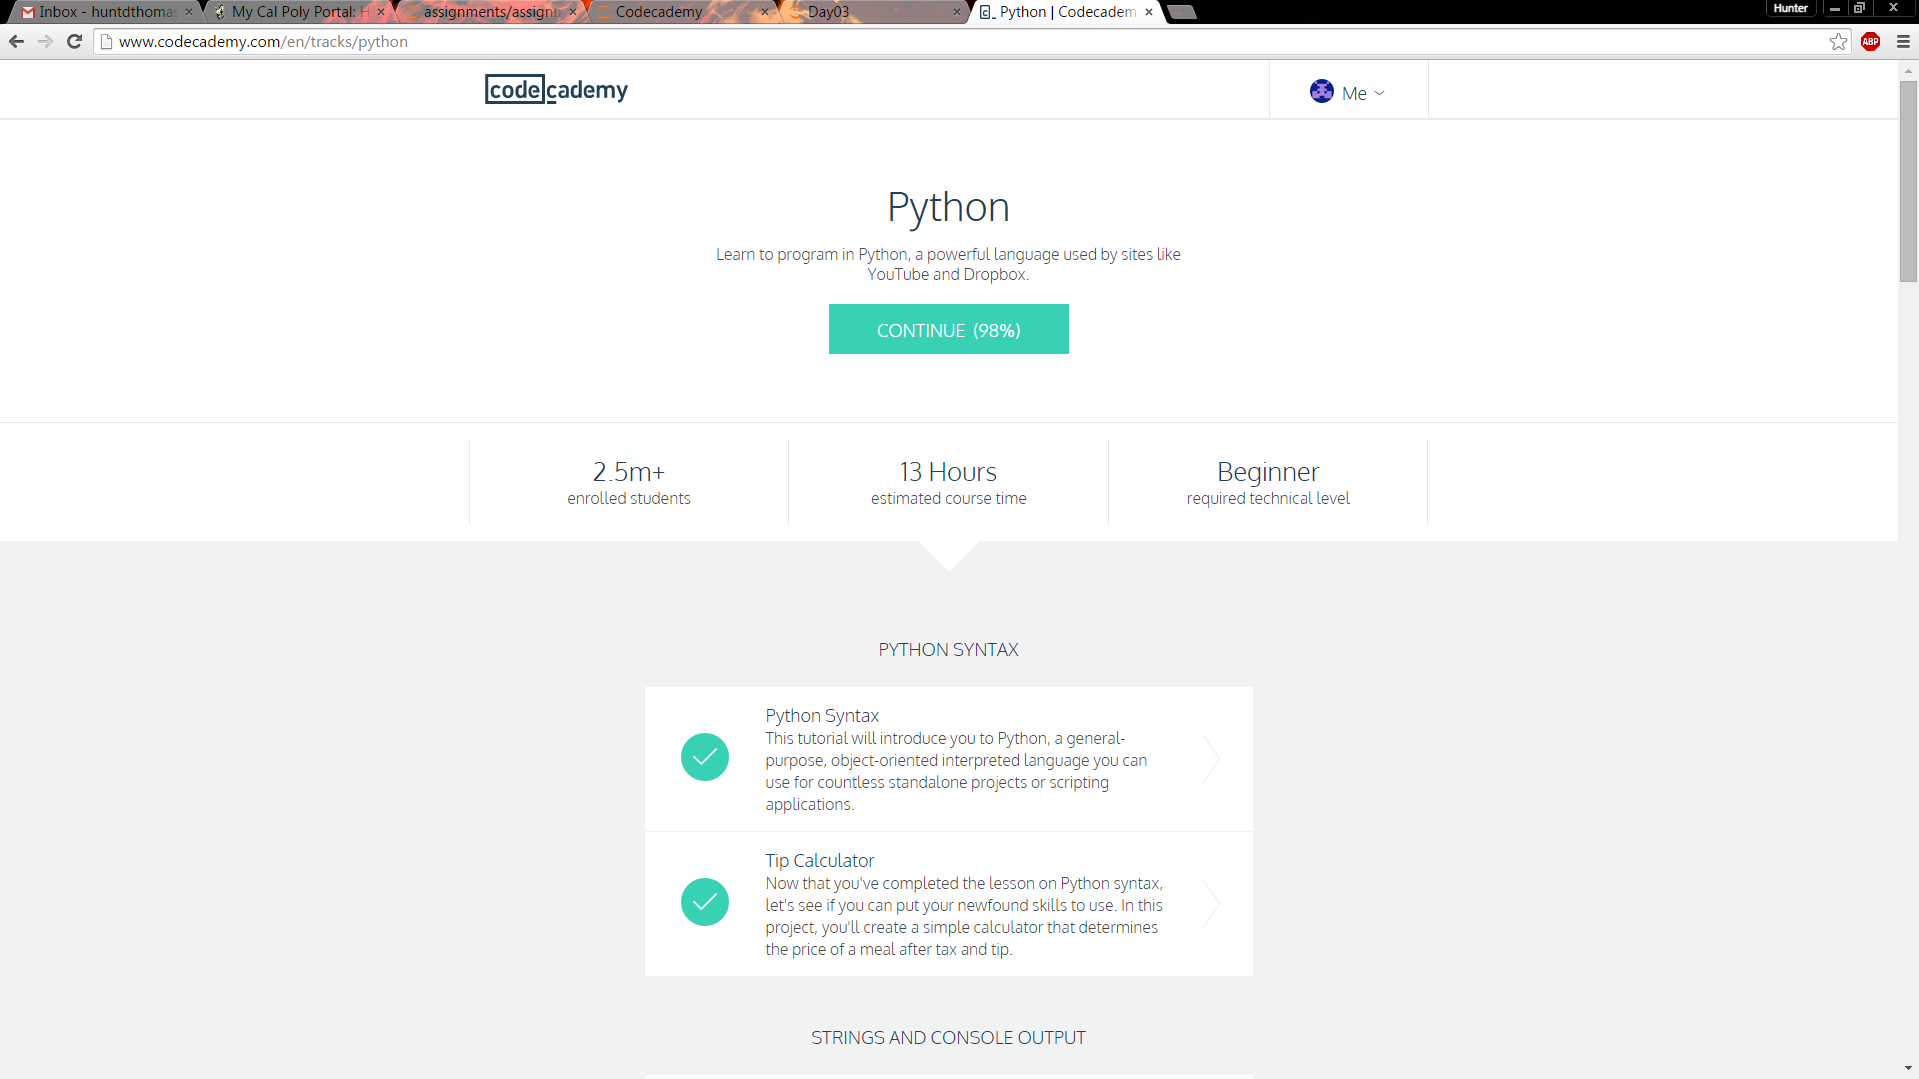 Inbox - huntdthomas
My Cal Poly Portal: H
assignments/assignm
Codecademy
Day03
Python | Codecadem
Hunter
www.codecademy.com/en/tracks/python
ABP
codecademy
Me
Python
Learn to program in Python, a powerful language used by sites like
YouTube and Dropbox.
CONTINUE (98%)
2.5m+
enrolled students
13 Hours
estimated course time
Beginner
required technical level
PYTHON SYNTAX
Python Syntax
This tutorial will introduce you to Python, a general-
purpose, object-oriented interpreted language you can
use for countless standalone projects or scripting
applications.
Tip Calculator
Now that you've completed the lesson on Python syntax,
let's see if you can put your newfound skills to use. In this
project, you'll create a simple calculator that determines
the price of a meal after tax and tip.
STRINGS AND CONSOLE OUTPUT